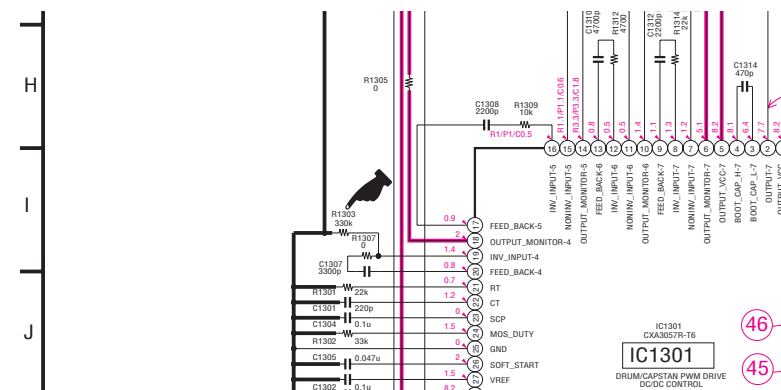 H
I
J
R1305
0
C1308
2200p
R1309
10k
R1/P1/C0.5
R1.1/P1.1/C0.6
R3.3/P3.3/C1.8
C1310
4700p
R1312
4700
C1312
2200p
R1314
22k
C1314
470p
0.8
0.5
0.5
1.4
1.1
1.3
1.2
5.1
8.2
8.1
6.4
7.7
8.2
16
15
14
13
12
11
10
9
8
7
6
5
4
3
2
INV_INPUT-5
NONINV_INPUT-5
OUTPUT_MONITOR-5
FEED_BACK-6
INV_INPUT-6
NONINV_INPUT-6
OUTPUT_MONITOR-6
FEED_BACK-7
INV_INPUT-7
NONINV_INPUT-7
OUTPUT_MONITOR-7
OUTPUT_VCC-7
BOOT_CAP_H-7
BOOT_CAP_L-7
OUTPUT-7
OUTPUT_VCC
R1303
330k
R1307
0
C1307
3300p
R1301 22k
C1301 220p
C1304 0.1u
R1302 33k
C1305 0.047u
C1302 0.1u
0.9 17 FEED_BACK-5
2 18 OUTPUT_MONITOR-4
1.4 19 INV_INPUT-4
0.8 20 FEED_BACK-4
0.7 21 RT
1.2 22 CT
0 23 SCP
1.5 24 MOS_DUTY
0 25 GND
2 26 SOFT_START
1.5 27 VREF
8.2
IC1301
CXA3057R-T6
IC1301
DRUM/CAPSTAN PWM DRIVE
DC/DC CONTROL
46
45